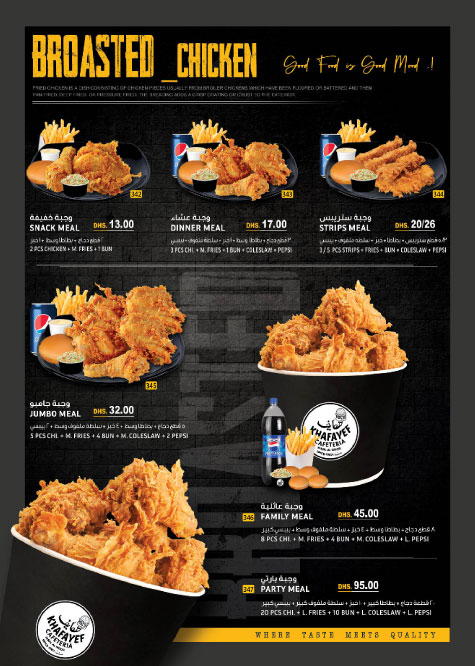 BROASTED _CHICKEN
Good Food is Good Mood .!
FRIED CHICKEN IS A DISH CONSISTING OF CHICKEN PIECES USUALLY FROM BROILER CHICKENS WHICH HAVE BEEN FLOURED OR BATTERED AND THEN
PAN FRIED, DEEP FRIED, OR PRESSURE FRIED. THE BREADING ADDS A CRISP COATING OR CRUST TO THE EXTERIOR.
342
وجبة خفيفة
SNACK MEAL DHS. 13.00
٢ قطع دجاج + بطاطا وسط + ١ خبز
2 PCS CHICKEN + M. FRIES + 1 BUN
343
وجبة عشاء
DINNER MEAL DHS. 17.00
٣ قطع دجاج + بطاطا وسط + ١ خبز + سلطة ملفوف + بيبسي
3 PCS CHI. + N. FRIES + 1 BUN + COLESLAW + PEPSI
344
وجبة ستريبس
STRIPS MEAL DHS. 20/26
قطع ستريبس + بطاطا + خبز + سلطة ملفوف + بيبسي
3 / 5 PCS STRIPS + FRIES + BUN + COLESLAW + PEPSI
345
وجبة جامبو
JUMBO MEAL DHS. 32.00
٥ قطع دجاج + بطاطا وسط + ٤ خبز + سلطة ملفوف وسط + ٢ بيبسي
5 PCS CHI. + M. FRIES + 4 BUN + M. COLESLAW + 2 PEPSI
خفايف
KHAFAYEF
CAFETERIA
346
وجبة عائلية
FAMILY MEAL DHS. 45.00
٨ قطع دجاج + بطاطا وسط + ٤ خبز + سلطة ملفوف وسط + بيبسي كبير
8 PCS CHI. + M. FRIES + 4 BUN + M. COLESLAW + L. PEPSI
347
وجبة بارتي
PARTY MEAL DHS. 95.00
٢٠ قطعة دجاج + بطاطا كبير + ١٠ خبز + سلطة ملفوف كبير + بيبسي كبير
20 PCS CHI. + L. FRIES + 10 BUN + L. COLESLAW + L. PEPSI
خفايف
KHAFAYEF
CAFETERIA
WHERE TASTE MEETS QUALITY